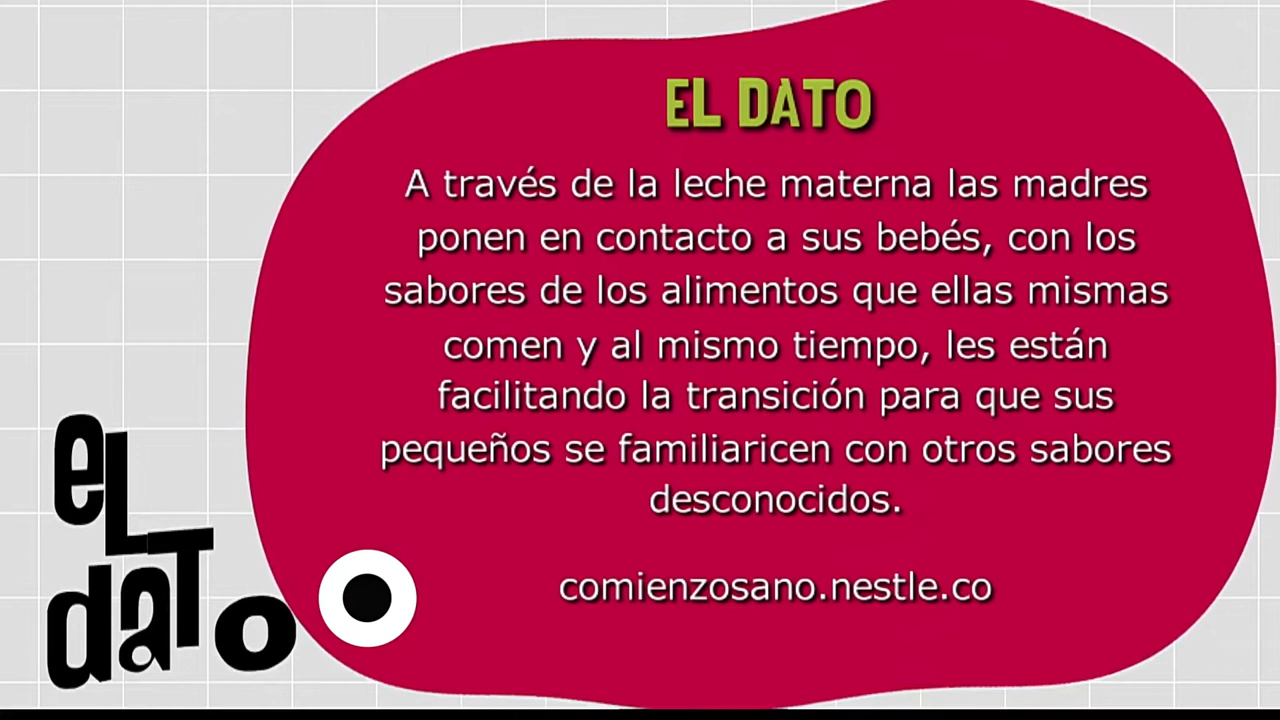 EL DATO
A través de la leche materna las madres
ponen en contacto a sus bebés, con los
sabores de los alimentos que ellas mismas
comen y al mismo tiempo, les están
facilitando la transición para que sus
pequeños se familiaricen con otros sabores
desconocidos.
comienzosano.nestle.co
eL
daTo